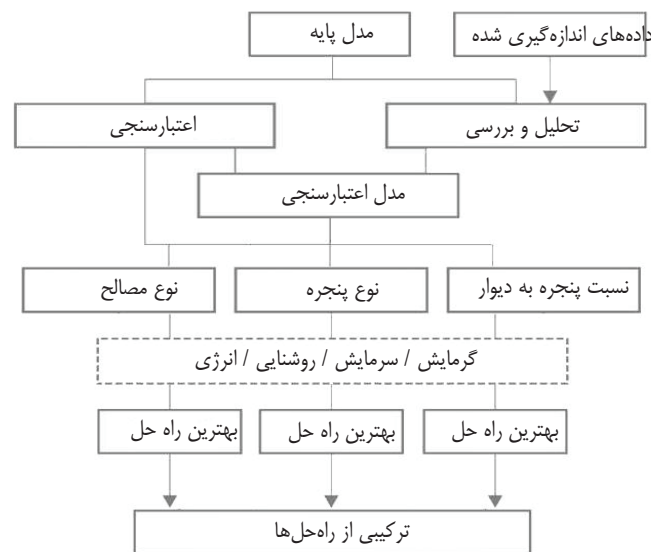 داده‌های اندازه‌گیری شده
مدل پایه
تحلیل و بررسی
اعتبارسنجی
مدل اعتبارسنجی
نسبت پنجره به دیوار
نوع پنجره
نوع مصالح
گرمایش / سرمایش / روشنایی / انرژی
بهترین راه حل
بهترین راه حل
بهترین راه حل
ترکیبی از راه‌حل‌ها